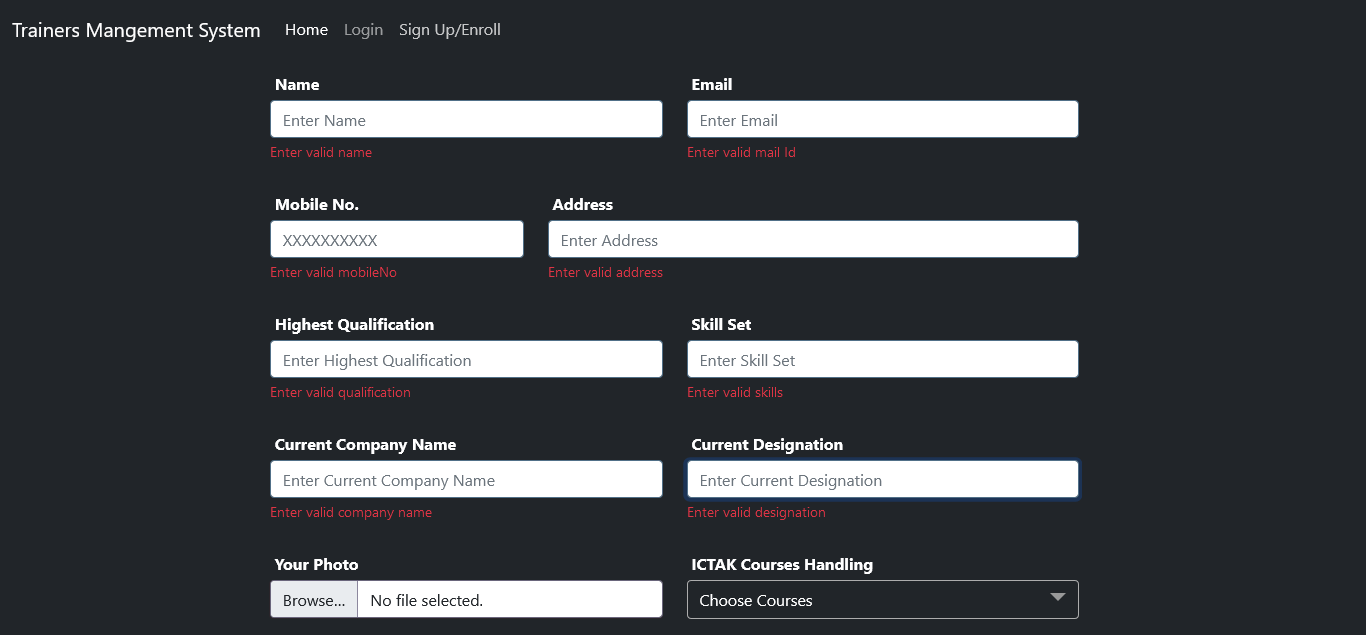 Trainers Mangement System Home Login Sign Up/Enroll
Name Email
Enter Name Enter Email
Enter valid name Enter valid mail Id
Mobile No. Address
XXXXXXXXXX Enter Address
Enter valid mobileNo Enter valid address
Highest Qualification Skill Set
Enter Highest Qualification Enter Skill Set
Enter valid qualification Enter valid skills
Current Company Name Current Designation
Enter Current Company Name Enter Current Designation
Enter valid company name Enter valid designation
Your Photo ICTAK Courses Handling
Browse... No file selected. Choose Courses